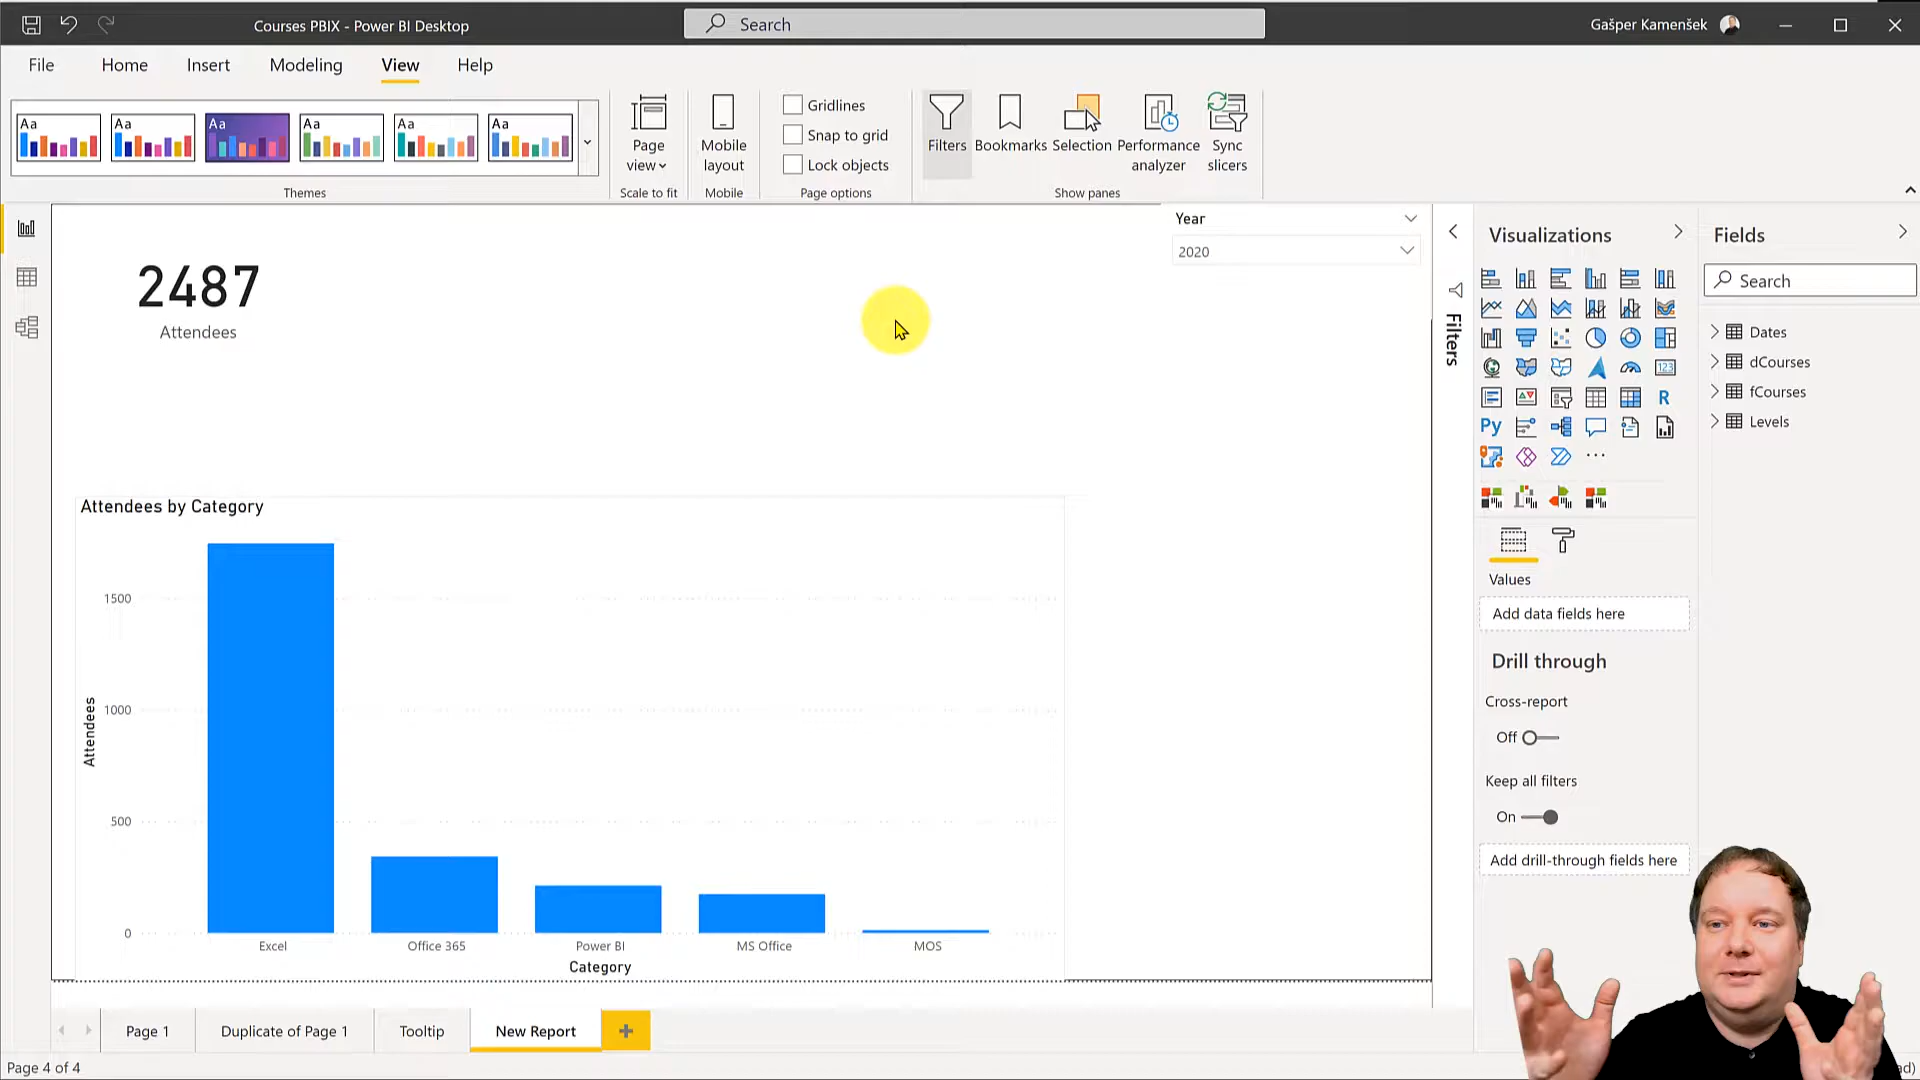 Courses PBIX - Power BI Desktop
Search
Gašper Kamenšek
File
Home
Insert
Modeling
View
Help
Aa
Aa
Aa
Aa
Aa
Aa
Themes
Page view
Scale to fit
Mobile layout
Mobile
Gridlines
Snap to grid
Lock objects
Page options
Filters
Bookmarks
Selection
Performance analyzer
Sync slicers
Show panes
2487
Attendees
Year
2020
Attendees by Category
Attendees
1500
1000
500
0
Excel
Office 365
Power BI
MS Office
MOS
Category
Filters
Visualizations
123
R
Py
Values
Add data fields here
Drill through
Cross-report
Off
Keep all filters
On
Add drill-through fields here
Fields
Search
Dates
dCourses
fCourses
Levels
Page 1
Duplicate of Page 1
Tooltip
New Report
Page 4 of 4